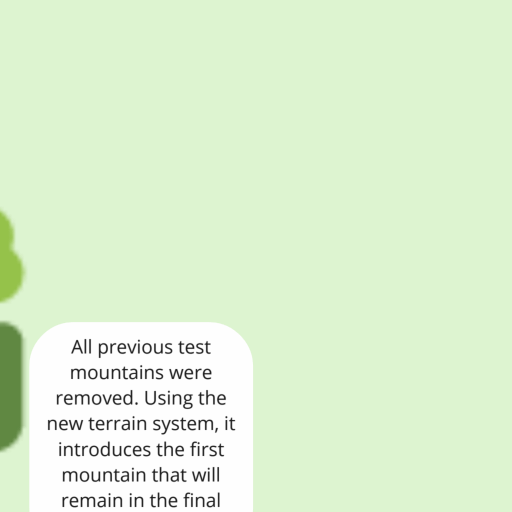 All previous test
mountains were
removed. Using the
new terrain system, it
introduces the first
mountain that will
remain in the final